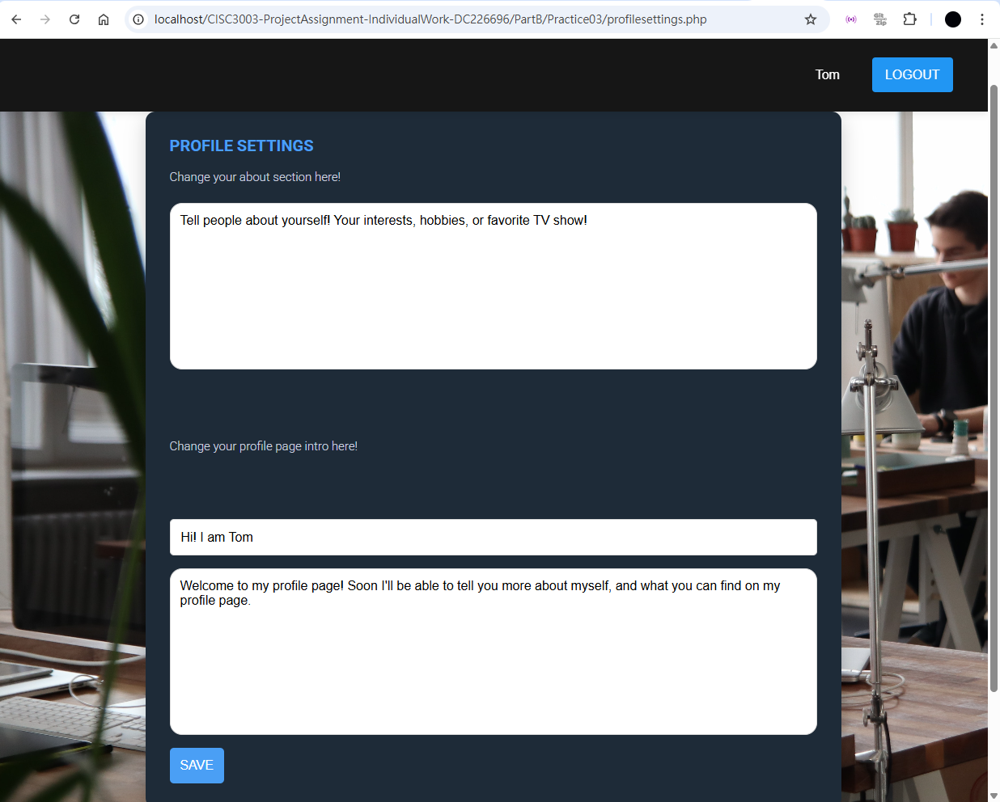 localhost/CISC3003-ProjectAssignment-IndividualWork-DC226696/PartB/Practice03/profilesettings.php
Git
Zip
Tom
LOGOUT
PROFILE SETTINGS
Change your about section here!
Tell people about yourself! Your interests, hobbies, or favorite TV show!
Change your profile page intro here!
Hi! I am Tom
Welcome to my profile page! Soon I'll be able to tell you more about myself, and what you can find on my
profile page.
SAVE